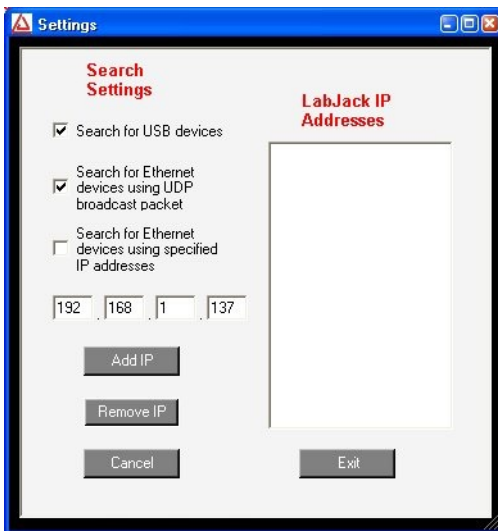 Settings
Search
Settings
Search for USB devices
Search for Ethernet
devices using UDP
broadcast packet
Search for Ethernet
devices using specified
IP addresses
192 . 168 . 1 . 137
Add IP
Remove IP
Cancel
LabJack IP
Addresses
Exit